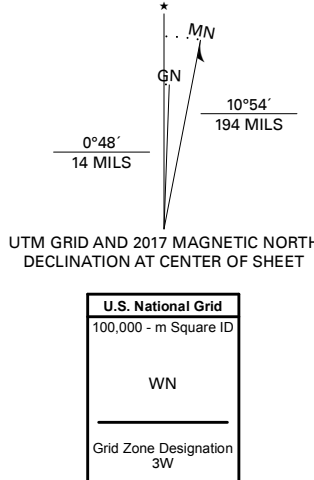 ★
MN
GN
0°48´
14 MILS
10°54´
194 MILS
UTM GRID AND 2017 MAGNETIC NORTH
DECLINATION AT CENTER OF SHEET
U.S. National Grid
100,000 - m Square ID
WN
Grid Zone Designation
3W